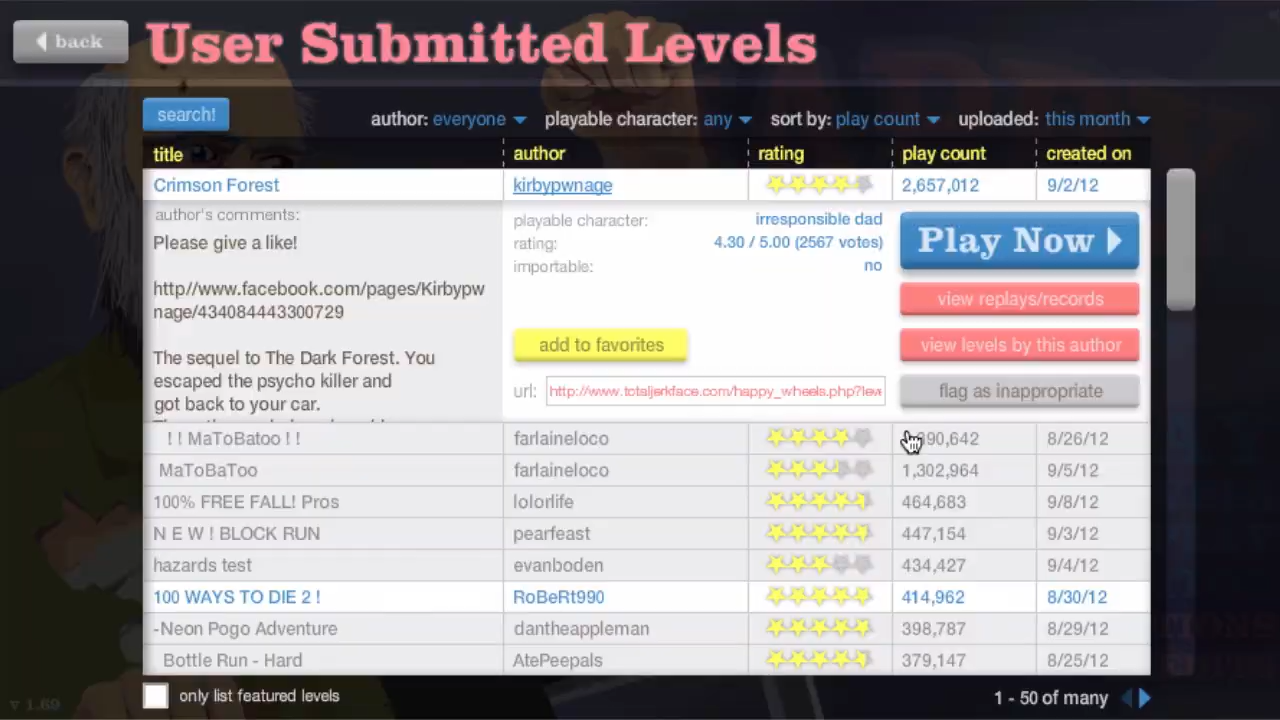 back
User Submitted Levels
search!
author: everyone playable character: any sort by: play count uploaded: this month
title author rating play count created on
Crimson Forest kirbypwnage 2,657,012 9/2/12
author's comments:
Please give a like!
http://www.facebook.com/pages/Kirbypw
nage/434084443300729
The sequel to The Dark Forest. You
escaped the psycho killer and
got back to your car.
playable character: irresponsible dad
rating: 4.30 / 5.00 (2567 votes)
importable: no
add to favorites
url: http://www.totaljerkface.com/happy_wheels.php?lev
Play Now
view replays/records
view levels by this author
flag as inappropriate
! ! MaToBatoo ! ! farlaineloco 90,642 8/26/12
MaToBaToo farlaineloco 1,302,964 9/5/12
100% FREE FALL! Pros lolorlife 464,683 9/8/12
N E W ! BLOCK RUN pearfeast 447,154 9/3/12
hazards test evanboden 434,427 9/4/12
100 WAYS TO DIE 2 ! RoBeRt990 414,962 8/30/12
-Neon Pogo Adventure dantheappleman 398,787 8/29/12
Bottle Run - Hard AtePeepals 379,147 8/25/12
only list featured levels
1 - 50 of many
v 1.60